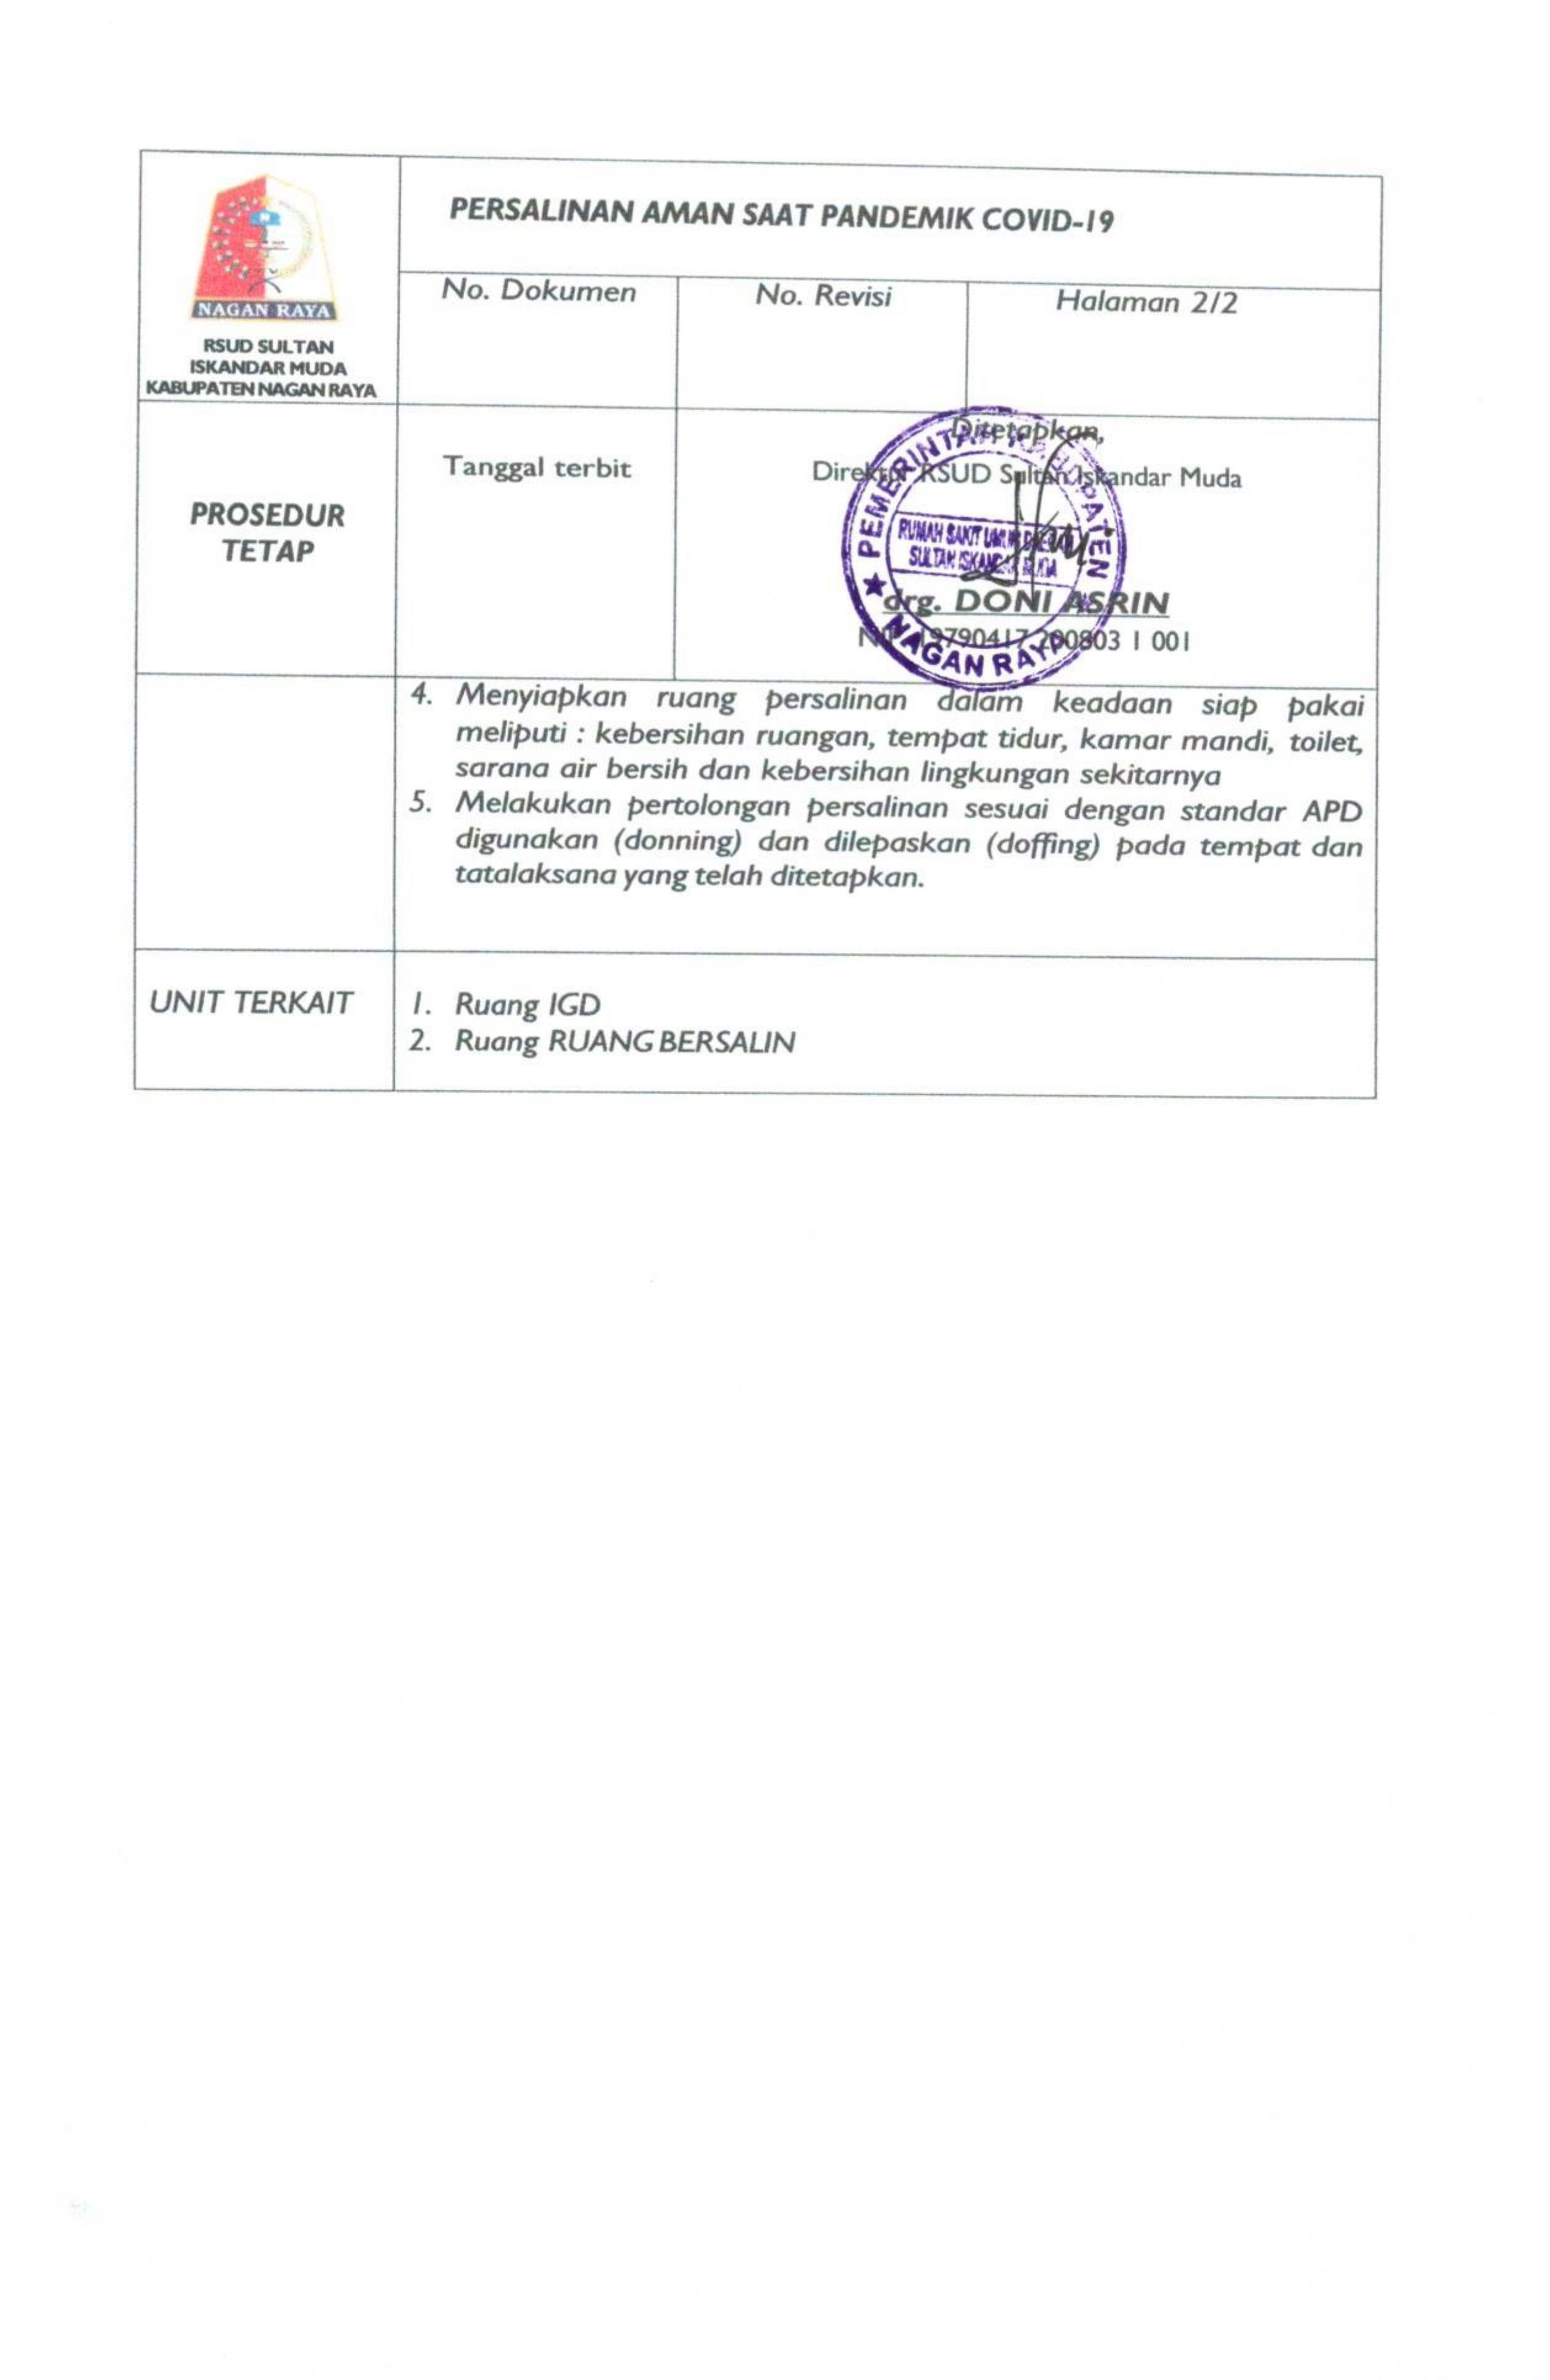 NAGAN RAYA
RSUD SULTAN
ISKANDAR MUDA
KABUPATEN NAGAN RAYA
PERSALINAN AMAN SAAT PANDEMIK COVID-19
No. Dokumen
No. Revisi
Halaman 2/2
PROSEDUR
TETAP
Tanggal terbit
Ditetapkan,
Direktur RSUD Sultan Iskandar Muda
PEMERINTAH KABUPATEN
RUMAH SAKIT UMUM DAERAH
SULTAN ISKANDAR MUDA
NAGAN RAYA
drg. DONI ASRIN
NIP. 19790417 200803 1 001
4. Menyiapkan ruang persalinan dalam keadaan siap pakai
meliputi : kebersihan ruangan, tempat tidur, kamar mandi, toilet,
sarana air bersih dan kebersihan lingkungan sekitarnya
5. Melakukan pertolongan persalinan sesuai dengan standar APD
digunakan (donning) dan dilepaskan (doffing) pada tempat dan
tatalaksana yang telah ditetapkan.
UNIT TERKAIT
1. Ruang IGD
2. Ruang RUANG BERSALIN